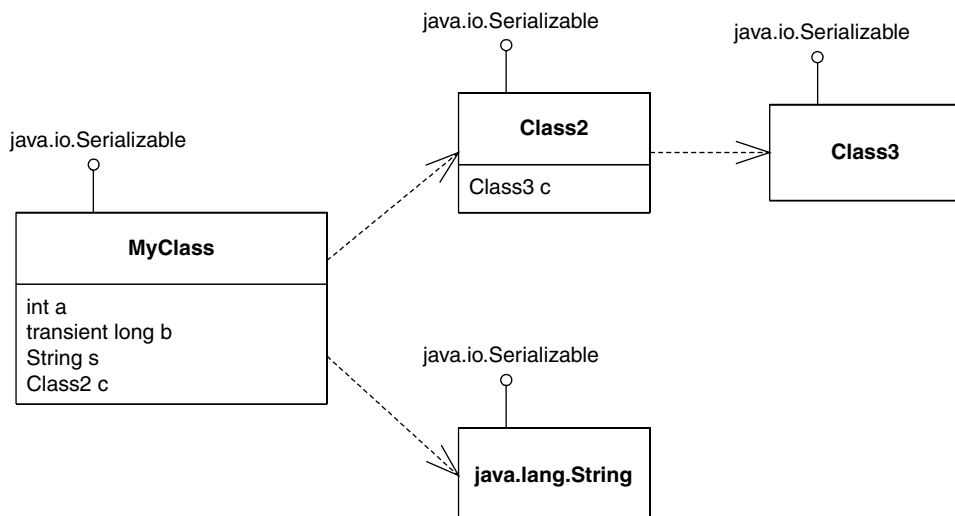 java.io.Serializable
java.io.Serializable
java.io.Serializable
Class2
Class3 c
Class3
MyClass
int a
transient long b
String s
Class2 c
java.io.Serializable
java.lang.String